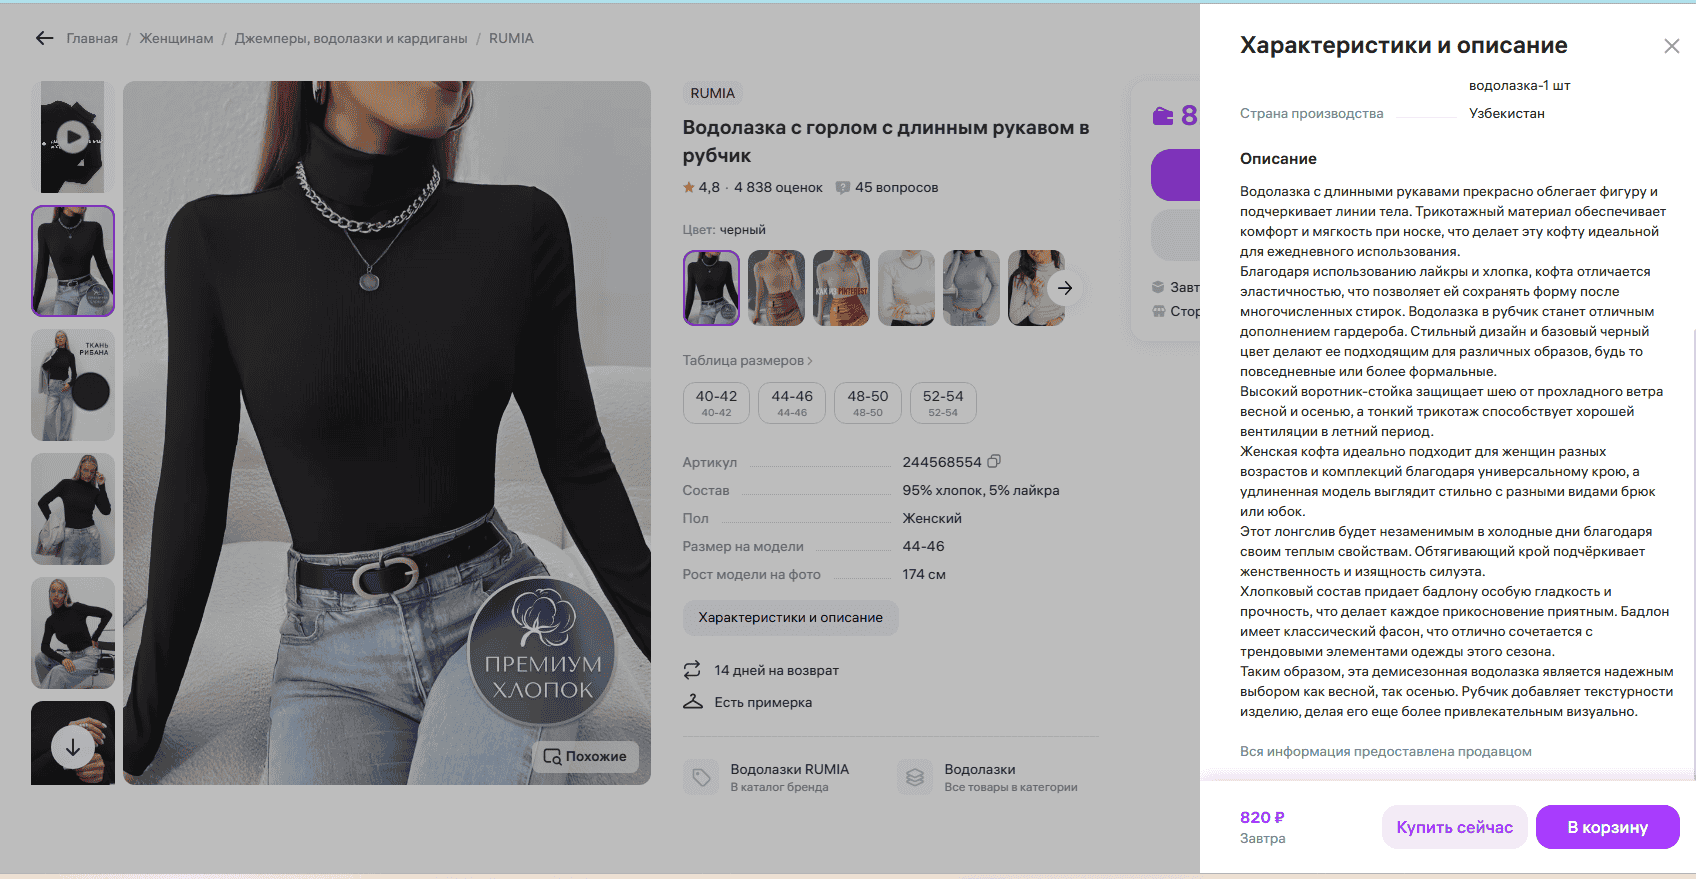 Главная / Женщинам / Джемперы, водолазки и кардиганы / RUMIA
ТКАНЬ
РИБАНА
ПРЕМИУМ
ХЛОПОК
Похожие
RUMIA
Водолазка с горлом с длинным рукавом в
рубчик
4,8 · 4 838 оценок
45 вопросов
Цвет: черный
КАК ИЗ PINTEREST
Таблица размеров
40-42 44-46 48-50 52-54
40-42 44-46 48-50 52-54
Артикул 244568554
Состав 95% хлопок, 5% лайкра
Пол Женский
Размер на модели 44-46
Рост модели на фото 174 см
Характеристики и описание
14 дней на возврат
Есть примерка
Водолазки RUMIA
В каталог бренда
Водолазки
Все товары в категории
8
Завт
Стор
Характеристики и описание
водолазка-1 шт
Страна производства Узбекистан
Описание
Водолазка с длинными рукавами прекрасно облегает фигуру и
подчеркивает линии тела. Трикотажный материал обеспечивает
комфорт и мягкость при носке, что делает эту кофту идеальной
для ежедневного использования.
Благодаря использованию лайкры и хлопка, кофта отличается
эластичностью, что позволяет ей сохранять форму после
многочисленных стирок. Водолазка в рубчик станет отличным
дополнением гардероба. Стильный дизайн и базовый черный
цвет делают ее подходящим для различных образов, будь то
повседневные или более формальные.
Высокий воротник-стойка защищает шею от прохладного ветра
весной и осенью, а тонкий трикотаж способствует хорошей
вентиляции в летний период.
Женская кофта идеально подходит для женщин разных
возрастов и комплекций благодаря универсальному крою, а
удлиненная модель выглядит стильно с разными видами брюк
или юбок.
Этот лонгслив будет незаменимым в холодные дни благодаря
своим теплым свойствам. Обтягивающий крой подчёркивает
женственность и изящность силуэта.
Хлопковый состав придает бадлону особую гладкость и
прочность, что делает каждое прикосновение приятным. Бадлон
имеет классический фасон, что отлично сочетается с
трендовыми элементами одежды этого сезона.
Таким образом, эта демисезонная водолазка является надежным
выбором как весной, так осенью. Рубчик добавляет текстурности
изделию, делая его еще более привлекательным визуально.
Вся информация предоставлена продавцом
820 ₽
Завтра
Купить сейчас
В корзину